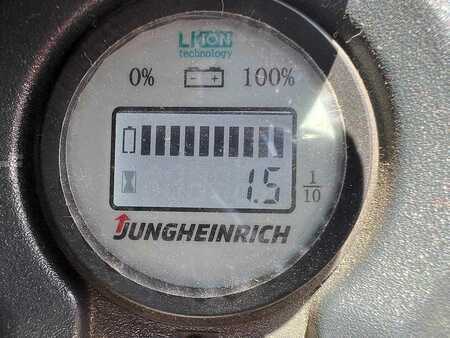 Li-ION
technology
0% - + 100%
1.5 1/10
JUNGHEINRICH